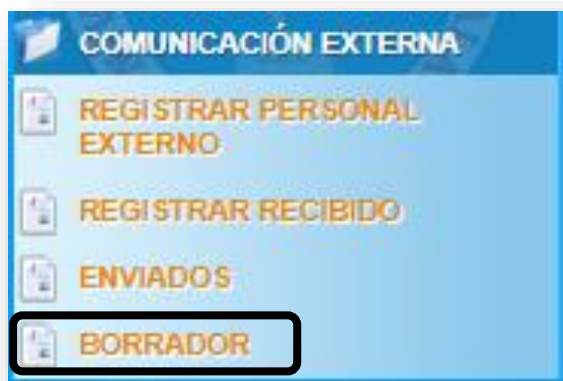 COMUNICACIÓN EXTERNA
REGISTRAR PERSONAL
EXTERNO
REGISTRAR RECIBIDO
ENVIADOS
BORRADOR